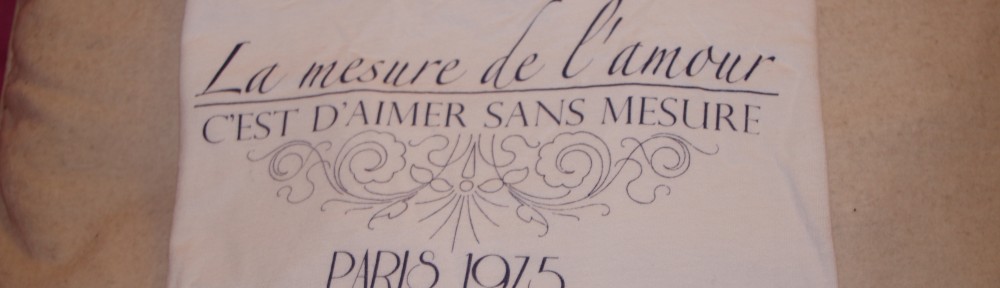 La mesure de l'amour
C'EST D'AIMER SANS MESURE
PARIS 1975